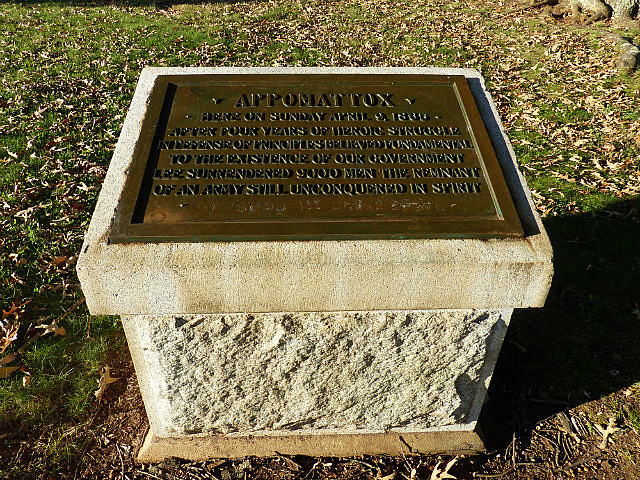 APPOMATTOX
HERE ON SUNDAY APRIL 9, 1865
AFTER FOUR YEARS OF HEROIC STRUGGLE
IN DEFENSE OF PRINCIPLES BELIEVED FUNDAMENTAL
TO THE EXISTENCE OF OUR GOVERNMENT
LEE SURRENDERED 9000 MEN THE REMNANT
OF AN ARMY STILL UNCONQUERED IN SPIRIT